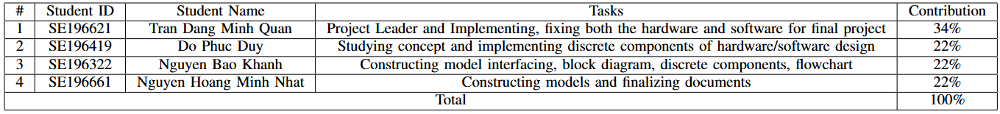 # Student ID Student Name Tasks Contribution
1 SE196621 Tran Dang Minh Quan Project Leader and Implementing, fixing both the hardware and software for final project 34%
2 SE196419 Do Phuc Duy Studying concept and implementing discrete components of hardware/software design 22%
3 SE196322 Nguyen Bao Khanh Constructing model interfacing, block diagram, discrete components, flowchart 22%
4 SE196661 Nguyen Hoang Minh Nhat Constructing models and finalizing documents 22%
Total 100%